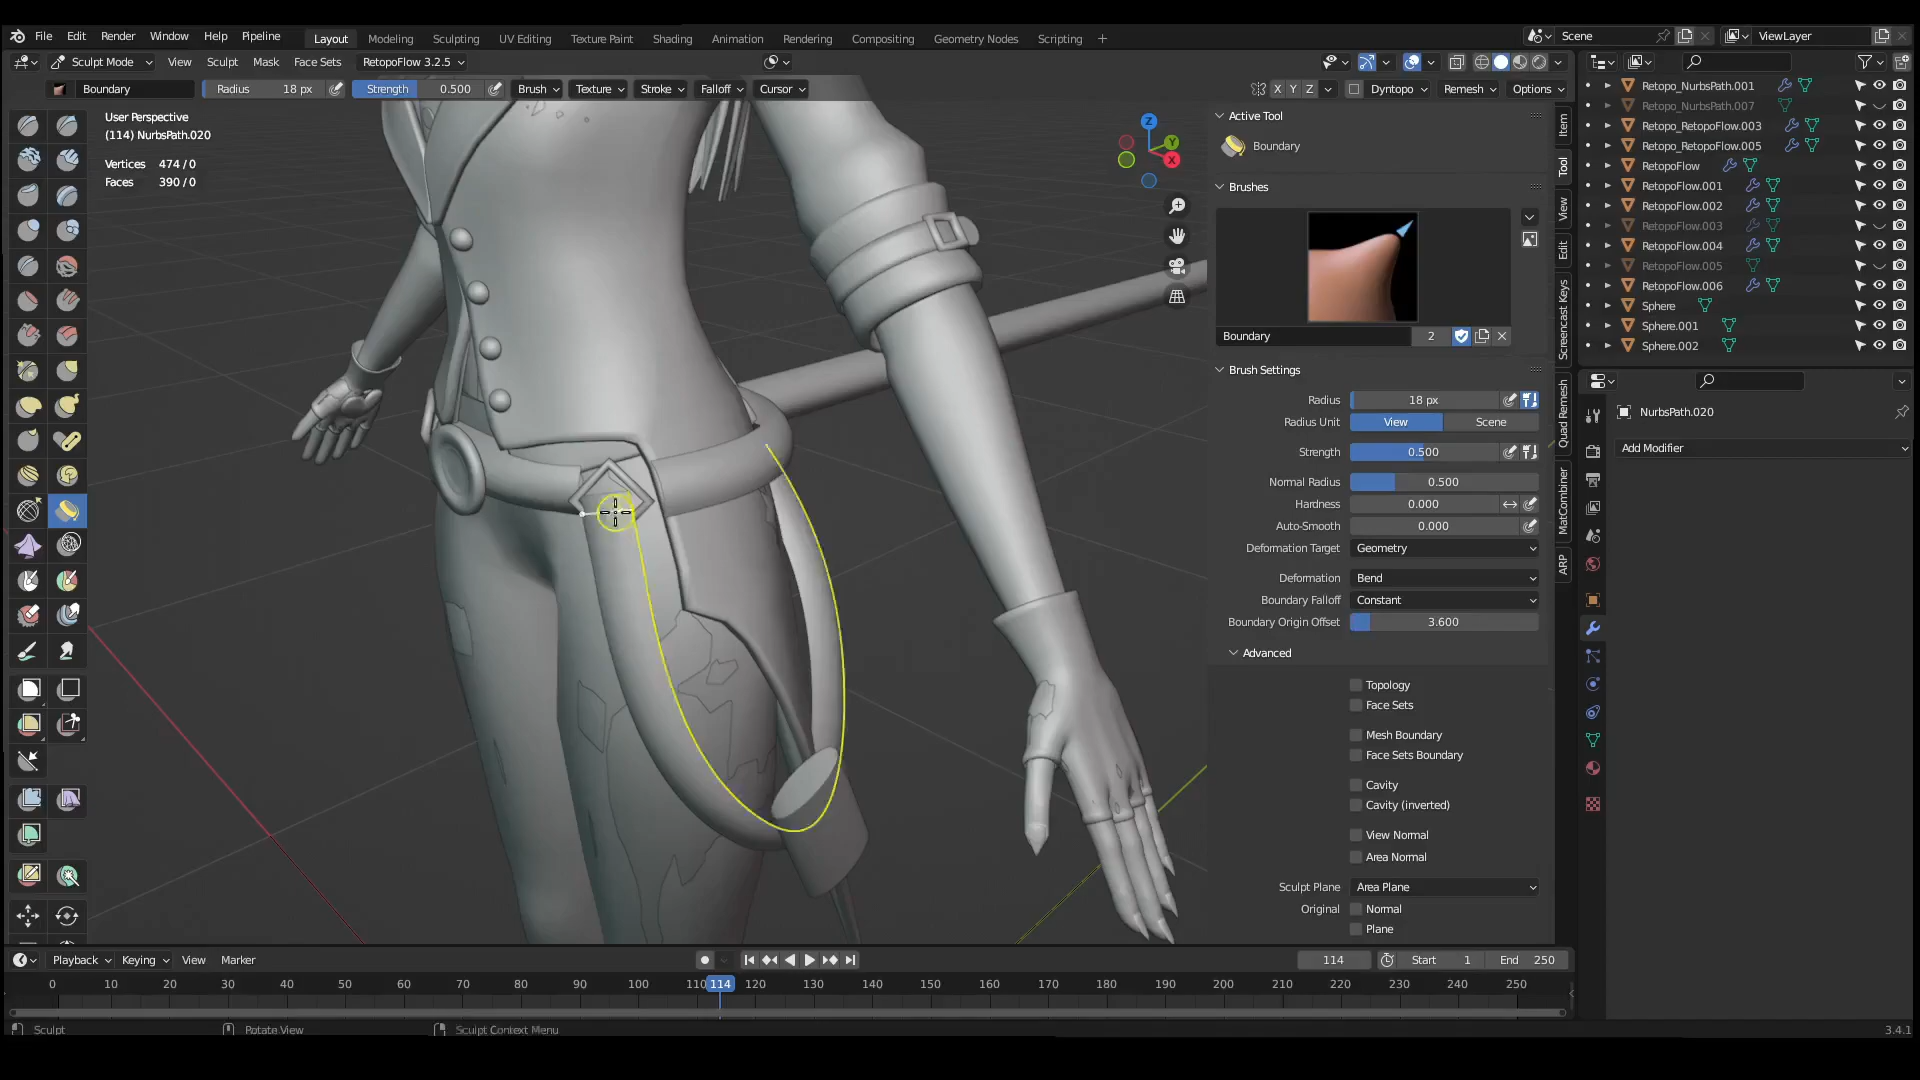 File Edit Render Window Help Pipeline
Layout Modeling Sculpting UV Editing Texture Paint Shading Animation Rendering Compositing Geometry Nodes Scripting
Scene ViewLayer
Sculpt Mode View Sculpt Mask Face Sets RetopoFlow 3.2.5
Boundary Radius 18 px Strength 0.500 Brush Texture Stroke Falloff Cursor
X Y Z Dyntopo Remesh Options
User Perspective
(114) NurbsPath.020
Vertices 474 / 0
Faces 390 / 0
Z
Y
X
Active Tool
Boundary
Brushes
Boundary 2
Brush Settings
Radius 18 px
Radius Unit View Scene
Strength 0.500
Normal Radius 0.500
Hardness 0.000
Auto-Smooth 0.000
Deformation Target Geometry
Deformation Bend
Boundary Falloff Constant
Boundary Origin Offset 3.600
Advanced
Topology
Face Sets
Mesh Boundary
Face Sets Boundary
Cavity
Cavity (inverted)
View Normal
Area Normal
Sculpt Plane Area Plane
Original Normal
Plane
Item
Tool
View
Edit
Screencast Keys
Quad Remesh
MatCombiner
ARP
Retopo_NurbsPath.001
Retopo_NurbsPath.007
Retopo_RetopoFlow.003
Retopo_RetopoFlow.005
RetopoFlow
RetopoFlow.001
RetopoFlow.002
RetopoFlow.003
RetopoFlow.004
RetopoFlow.005
RetopoFlow.006
Sphere
Sphere.001
Sphere.002
NurbsPath.020
Add Modifier
Playback Keying View Marker
114 Start 1 End 250
0 10 20 30 40 50 60 70 80 90 100 110 114 120 130 140 150 160 170 180 190 200 210 220 230 240 250
Sculpt Rotate View Sculpt Context Menu
3.4.1